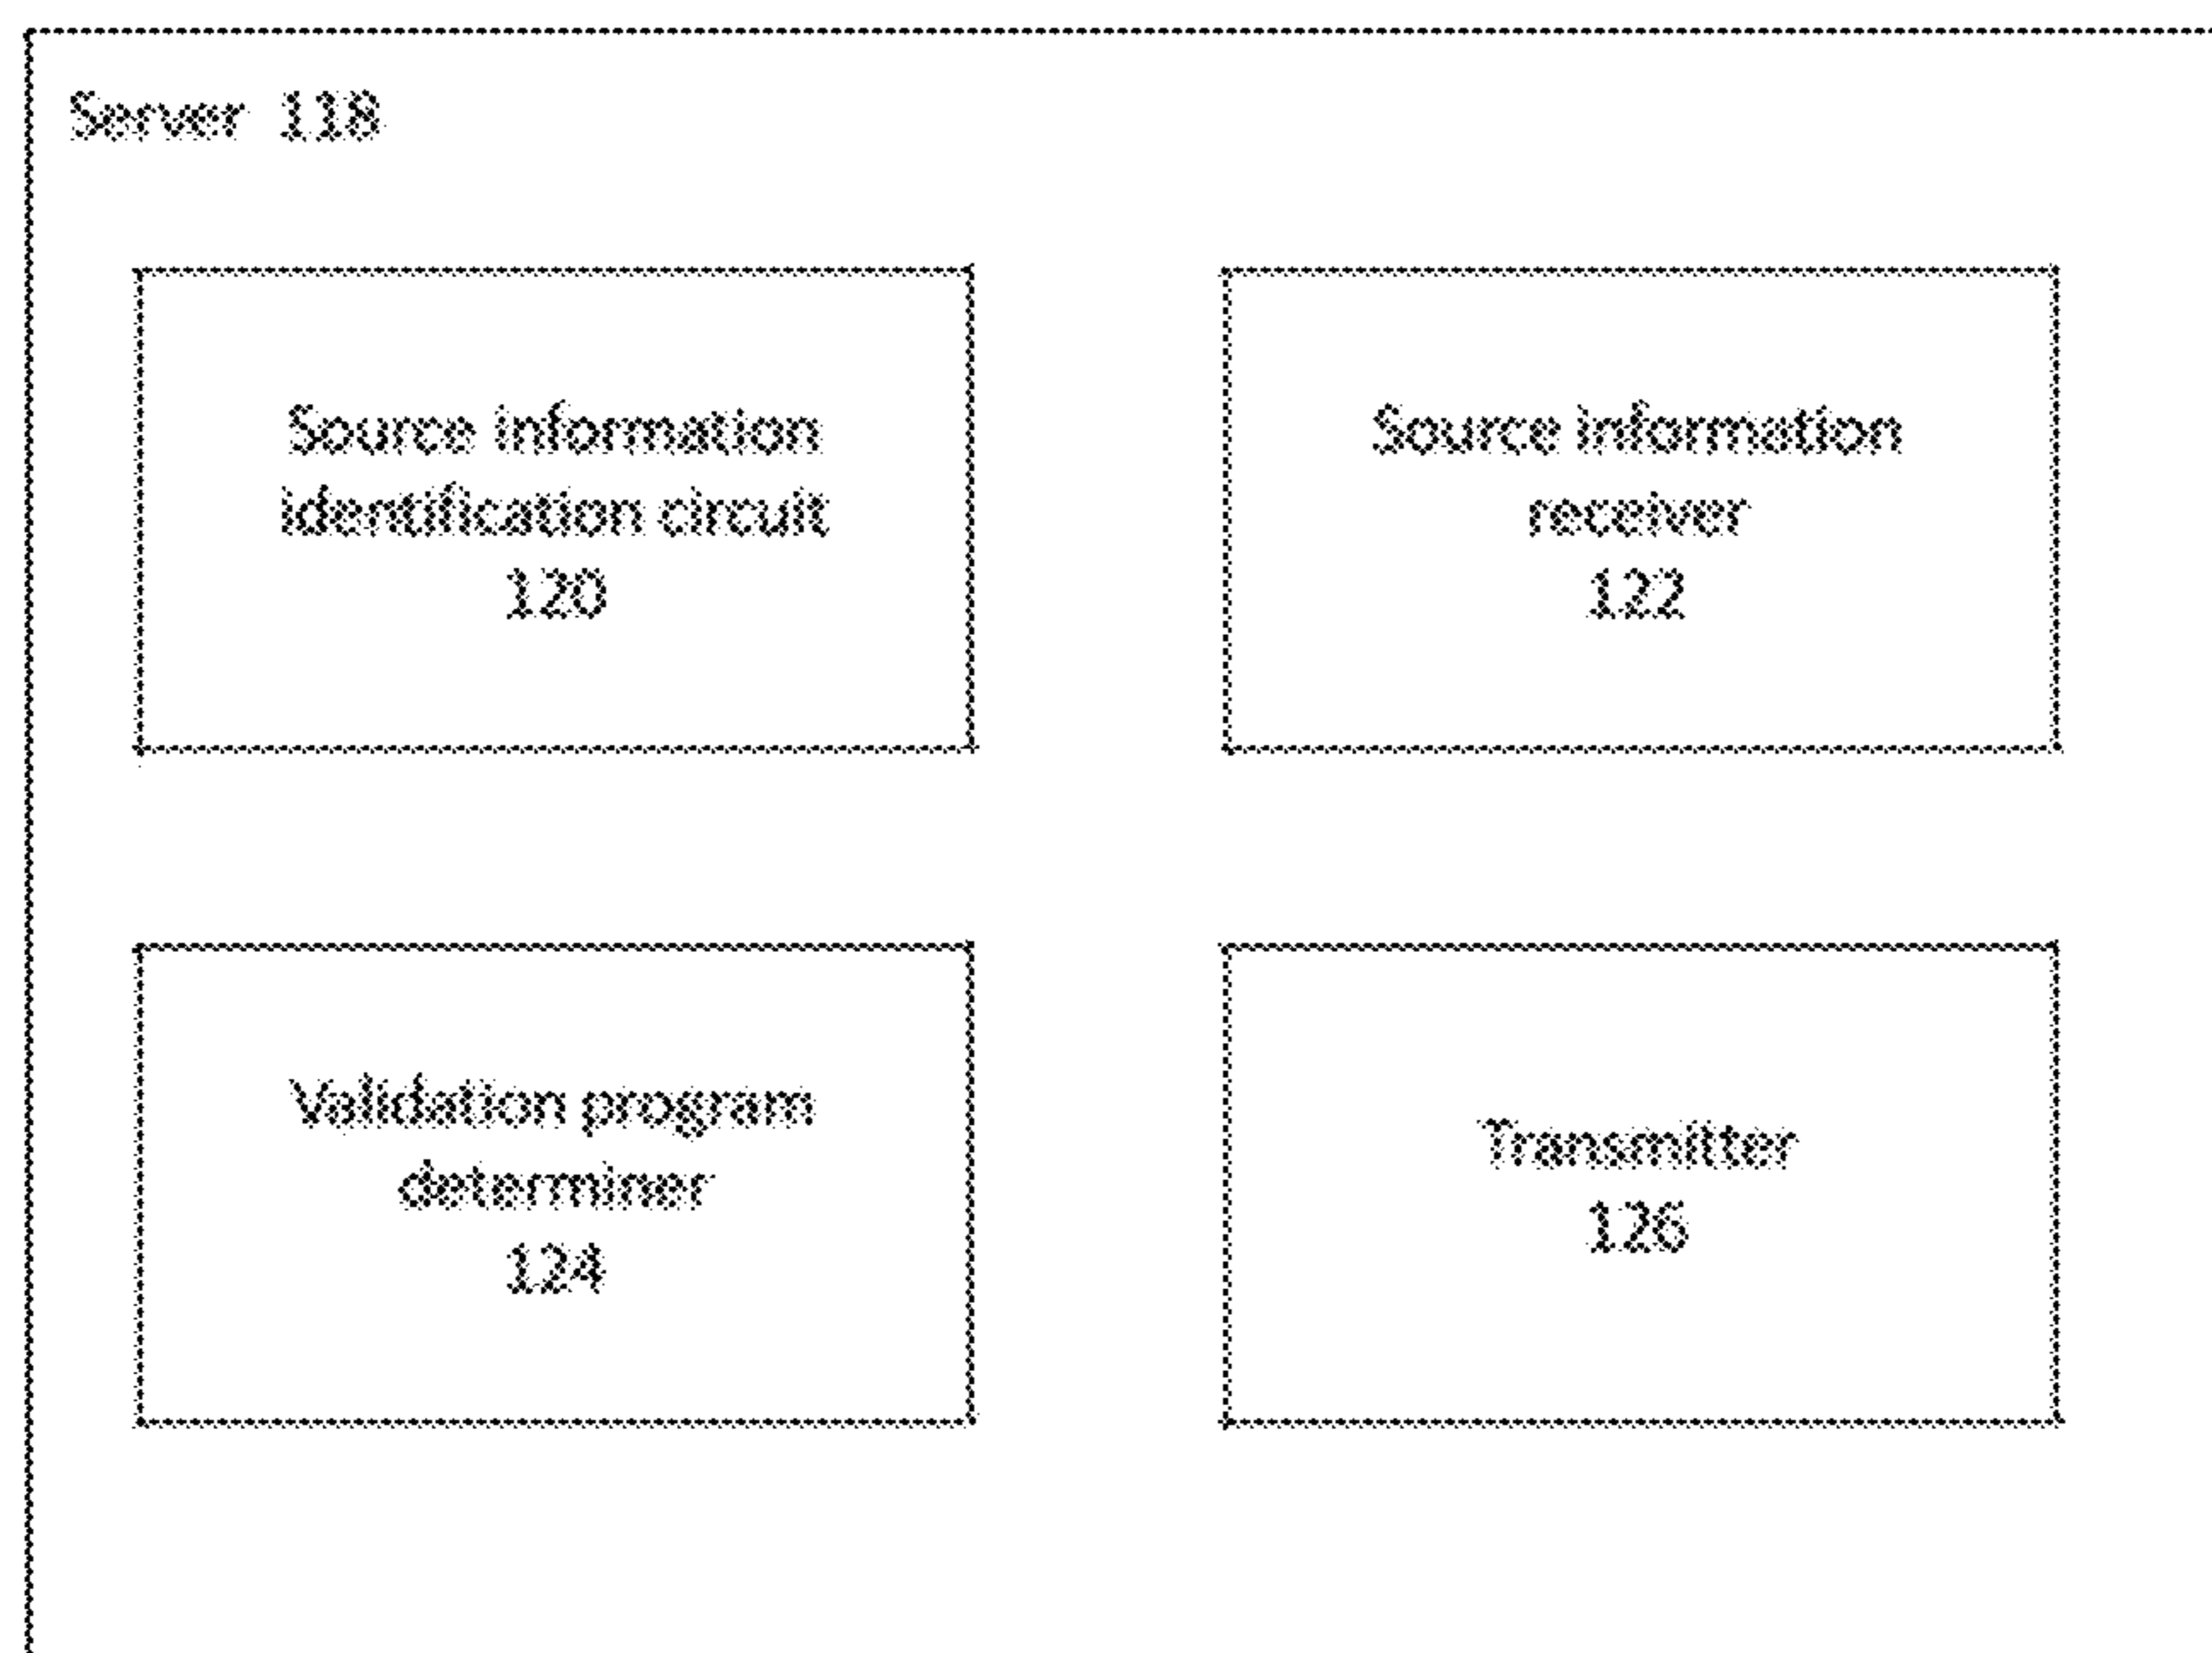 Server 118
Source information
identification circuit
120
Source information
receiver
122
Validation program
determiner
124
Transmitter
126